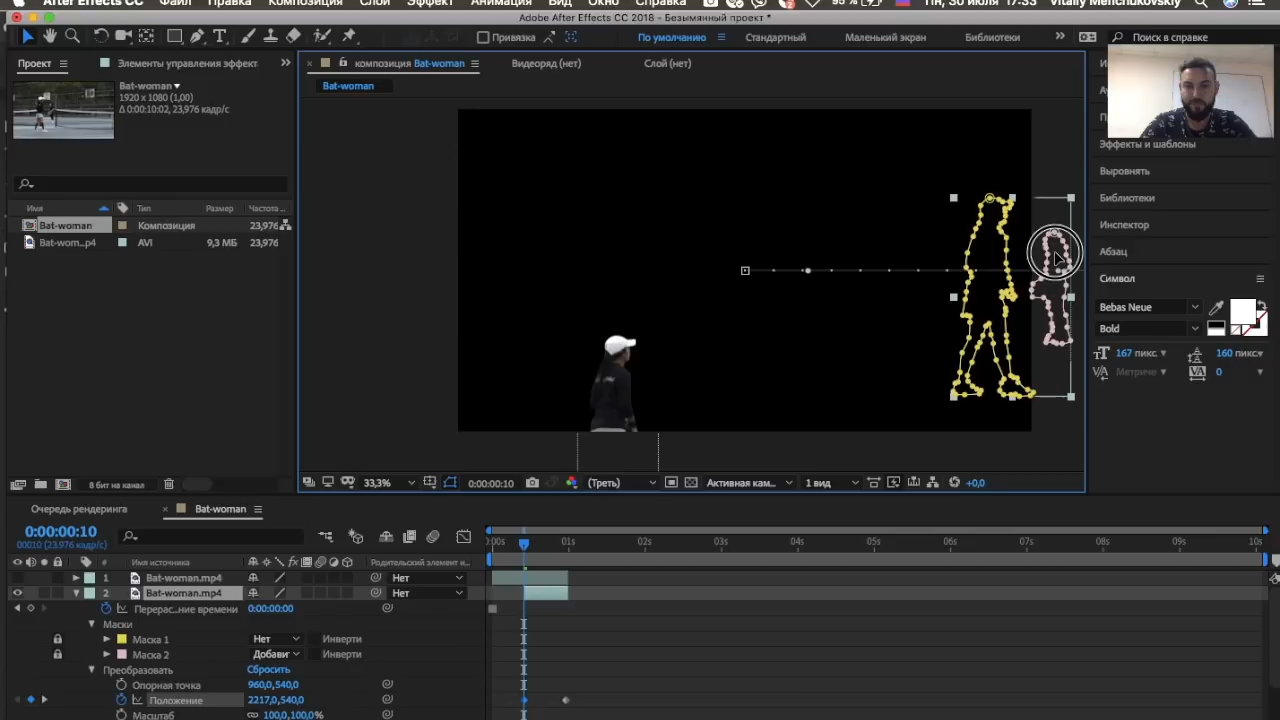 After Effects CC Файл Правка Композиция Слои Эффект Анимация Вид Окно Справка 95 % Пн, 30 июля 17:33 Vitaliy Menchukovskiy
Adobe After Effects CC 2018 - Безымянный проект *
Привязка По умолчанию Стандартный Маленький экран Библиотеки Поиск в справке
Проект Элементы управления эффект композиция Bat-woman Видеоряд (нет) Слой (нет)
Bat-woman
1920 x 1080 (1,00)
Δ 0:00:10:02, 23,976 кадр/с)
Bat-woman
Имя Тип Размер Частота..
Bat-woman Композиция 23,976
Bat-wom...p4 AVI 9,3 МБ 23,976
Эффекты и шаблоны
Выровнять
Библиотеки
Инспектор
Абзац
Символ
Bebas Neue
Bold
167 пикс. 160 пикс
Метриче 0
8 бит на канал
33,3% 0:00:00:10 (Треть) Активная кам... 1 вид +0,0
Очередь рендеринга Bat-woman
0:00:00:10
00010 (23.976 кадр/с)
Имя источника Родительский элемент и..
:00s 01s 02s 03s 04s 05s 06s 07s 08s 09s 10s
1 Bat-woman.mp4 Нет
2 Bat-woman.mp4 Нет
Перерас...ние времени 0:00:00:00
Маски
Маска 1 Нет Инверти
Маска 2 Добави Инверти
Преобразовать Сбросить
Опорная точка 960,0,540,0
Положение 2217,0,540,0
Масштаб 100,0,100,0%